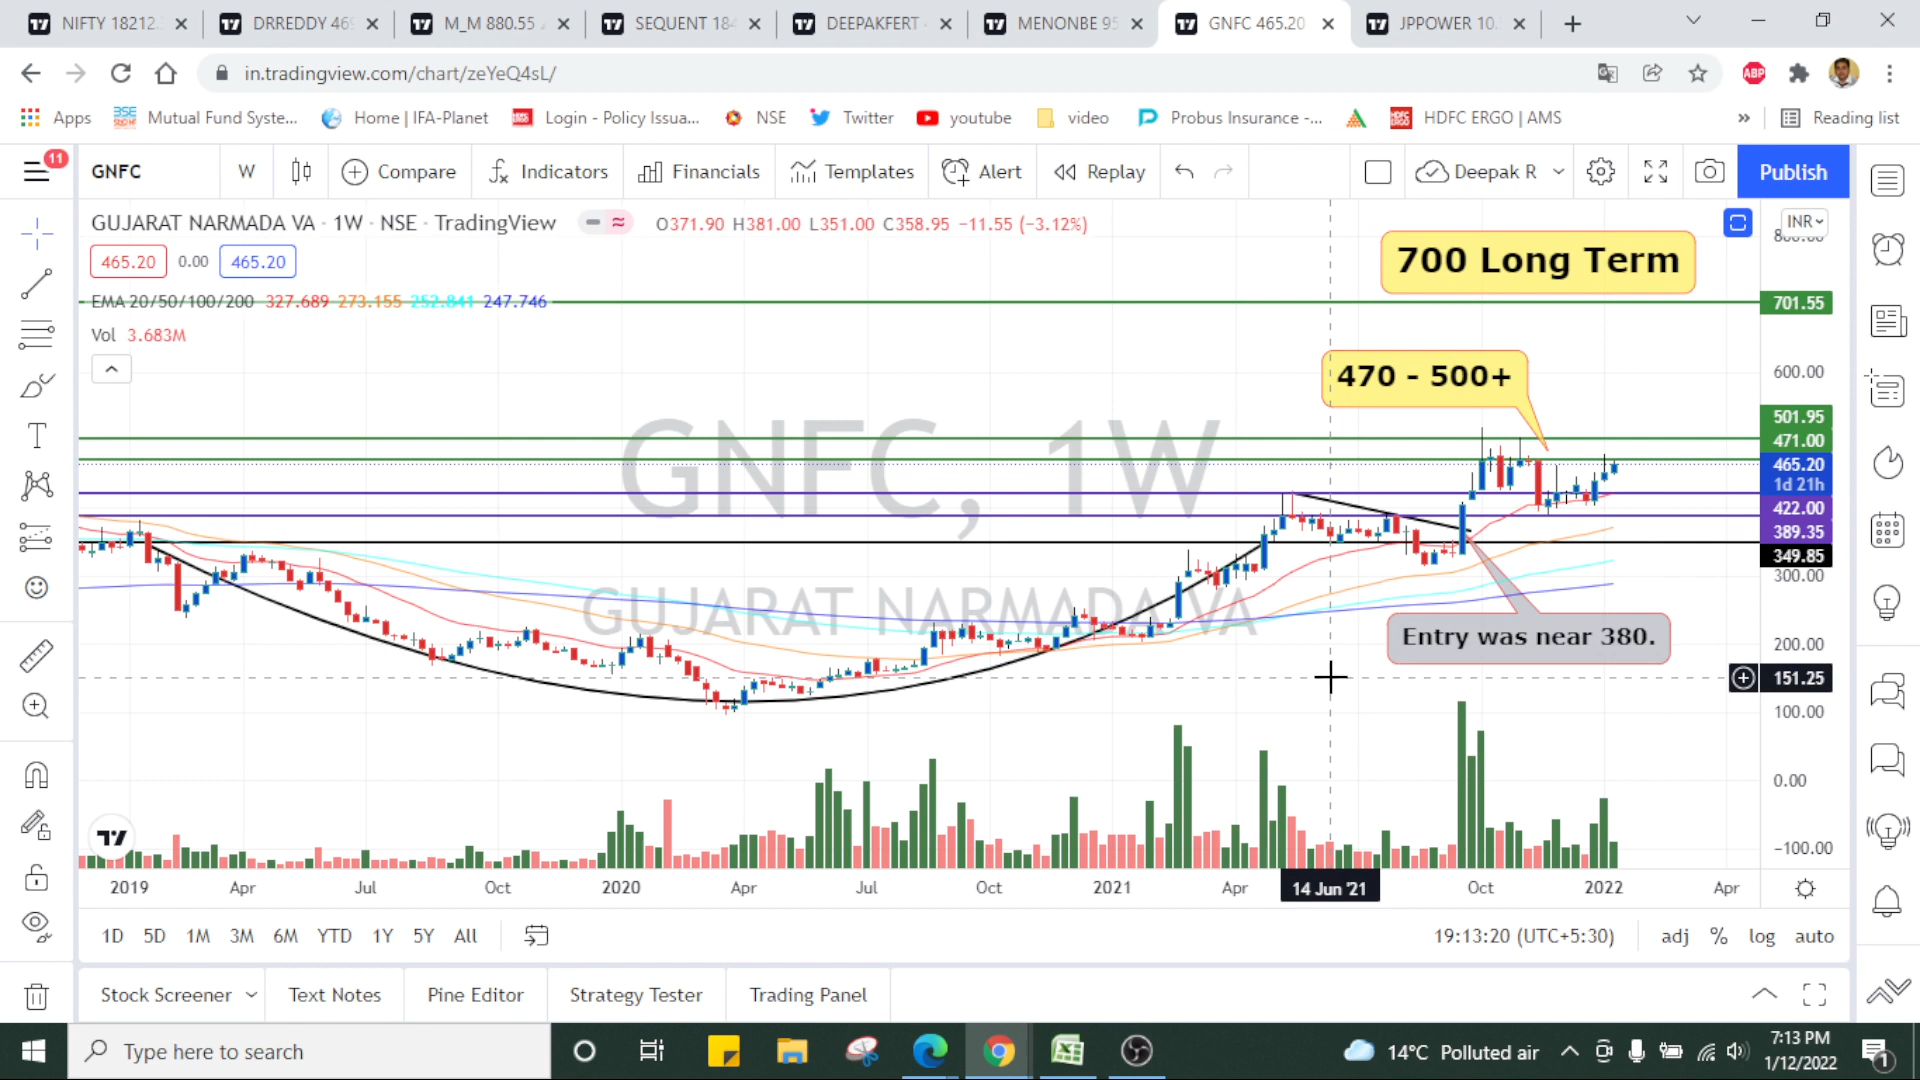 NIFTY 18212. DRREDDY 469 M_M 880.55 SEQUENT 184 DEEPAKFERT MENONBE 95 GNFC 465.20 JPPOWER 10.
in.tradingview.com/chart/zeYeQ4sL/ ABP
Apps Mutual Fund Syste... Home | IFA-Planet Login - Policy Issua... NSE Twitter youtube video Probus Insurance -... HDFC ERGO | AMS » Reading list
11 GNFC W Compare Indicators Financials Templates Alert Replay Deepak R Publish
GUJARAT NARMADA VA · 1W · NSE · TradingView O371.90 H381.00 L351.00 C358.95 −11.55 (−3.12%) INR
800.00
465.20 0.00 465.20 700 Long Term
EMA 20/50/100/200 327.689 273.155 252.841 247.746 701.55
Vol 3.683M
470 - 500+ 600.00
501.95
471.00
465.20
1d 21h
422.00
389.35
349.85
300.00
GNFC, 1W
GUJARAT NARMADA VA
Entry was near 380. 200.00
151.25
100.00
0.00
−100.00
2019 Apr Jul Oct 2020 Apr Jul Oct 2021 Apr 14 Jun '21 Oct 2022 Apr
1D 5D 1M 3M 6M YTD 1Y 5Y All 19:13:20 (UTC+5:30) adj % log auto
Stock Screener Text Notes Pine Editor Strategy Tester Trading Panel
Type here to search 14°C Polluted air 7:13 PM
1/12/2022 1